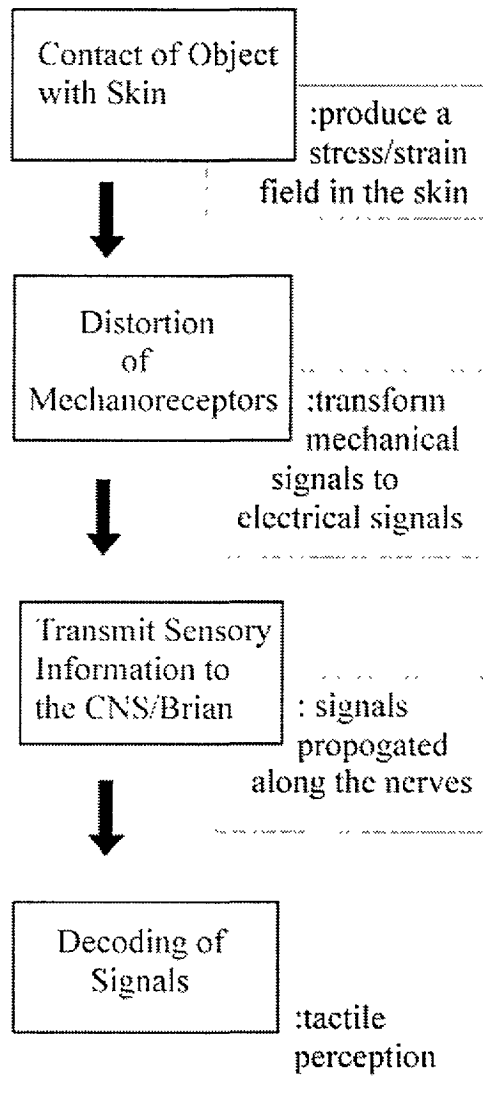 Contact of Object
with Skin
:produce a
stress/strain
field in the skin
Distortion
of
Mechanoreceptors
:transform
mechanical
signals to
electrical signals
Transmit Sensory
Information to
the CNS/Brian
: signals
propogated
along the nerves
Decoding of
Signals
:tactile
perception